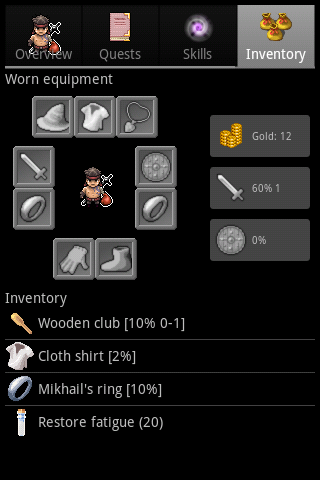 Overview Quests Skills Inventory
Worn equipment
Gold: 12
60% 1
0%
Inventory
Wooden club [10% 0-1]
Cloth shirt [2%]
Mikhail's ring [10%]
Restore fatigue (20)